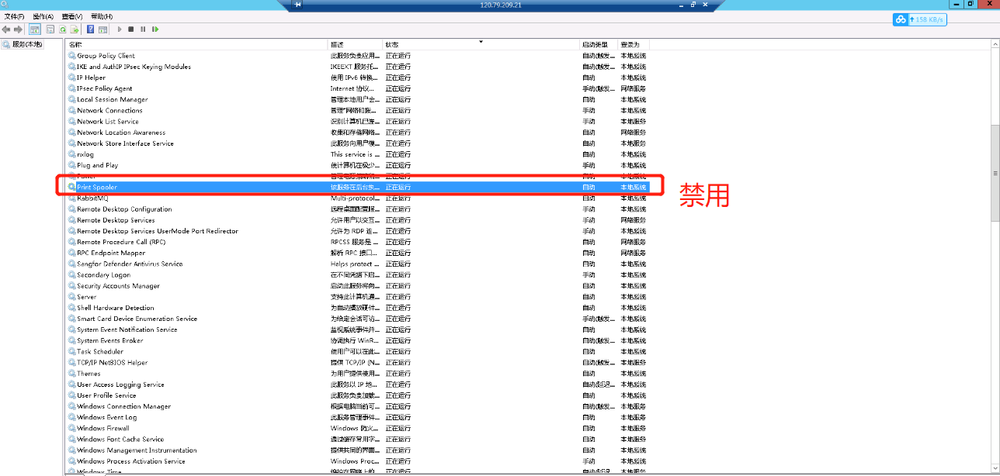 120.79.209.21
文件(F) 操作(A) 查看(V) 帮助(H)
158 KB/s
服务(本地)
名称 描述 状态 启动类型 登录为
Group Policy Client 此服务负责应用... 正在运行 自动(触发... 本地系统
IKE and AuthIP IPsec Keying Modules IKEEXT 服务托... 正在运行 自动(触发... 本地系统
IP Helper 使用 IPv6 转换... 正在运行 自动 本地系统
IPsec Policy Agent Internet 协议... 正在运行 手动(触发... 网络服务
Local Session Manager 管理本地用户会... 正在运行 自动 本地系统
Network Connections 管理“网络和拨... 正在运行 手动 本地系统
Network List Service 识别计算机已连... 正在运行 手动 本地服务
Network Location Awareness 收集和存储网络... 正在运行 自动 网络服务
Network Store Interface Service 此服务向用户模... 正在运行 自动 本地服务
nxlog This service is ... 正在运行 自动 本地系统
Plug and Play 使计算机在极少... 正在运行 手动 本地系统
Power 管理电源策略和... 正在运行 自动 本地系统
Print Spooler 该服务在后台执... 正在运行 自动 本地系统
禁用
RabbitMQ Multi-protocol... 正在运行 自动 本地系统
Remote Desktop Configuration 远程桌面配置服... 正在运行 手动 本地系统
Remote Desktop Services 允许用户以交互... 正在运行 手动 网络服务
Remote Desktop Services UserMode Port Redirector 允许为 RDP 连... 正在运行 手动 本地系统
Remote Procedure Call (RPC) RPCSS 服务是 ... 正在运行 自动 网络服务
RPC Endpoint Mapper 解析 RPC 接口... 正在运行 自动 网络服务
Sangfor Defender Antivirus Service Helps protect ... 正在运行 自动 本地系统
Secondary Logon 在不同凭据下启... 正在运行 手动 本地系统
Security Accounts Manager 启动此服务将向... 正在运行 自动 本地系统
Server 支持此计算机通... 正在运行 自动 本地系统
Shell Hardware Detection 为自动播放硬件... 正在运行 自动 本地系统
Smart Card Device Enumeration Service 为给定会话可访... 正在运行 手动(触发... 本地系统
System Event Notification Service 监视系统事件并... 正在运行 自动 本地系统
System Events Broker 协调执行 WinR... 正在运行 自动(触发... 本地系统
Task Scheduler 使用户可以在此... 正在运行 自动 本地系统
TCP/IP NetBIOS Helper 提供 TCP/IP (N... 正在运行 自动(触发... 本地服务
Themes 为用户提供使用... 正在运行 自动 本地系统
User Access Logging Service 此服务以 IP 地... 正在运行 自动(延迟... 本地系统
User Profile Service 此服务负责加载... 正在运行 自动 本地系统
Windows Connection Manager 根据电脑当前可... 正在运行 自动(触发... 本地服务
Windows Event Log 此服务管理事件... 正在运行 自动 本地服务
Windows Firewall Windows 防火... 正在运行 自动 本地服务
Windows Font Cache Service 通过缓存常用字... 正在运行 自动 本地服务
Windows Management Instrumentation 提供共同的界面... 正在运行 自动 本地系统
Windows Process Activation Service Windows Proc... 正在运行 手动 本地系统
Windows Time 维护在网络上的... 正在运行 自动(延迟... 本地服务